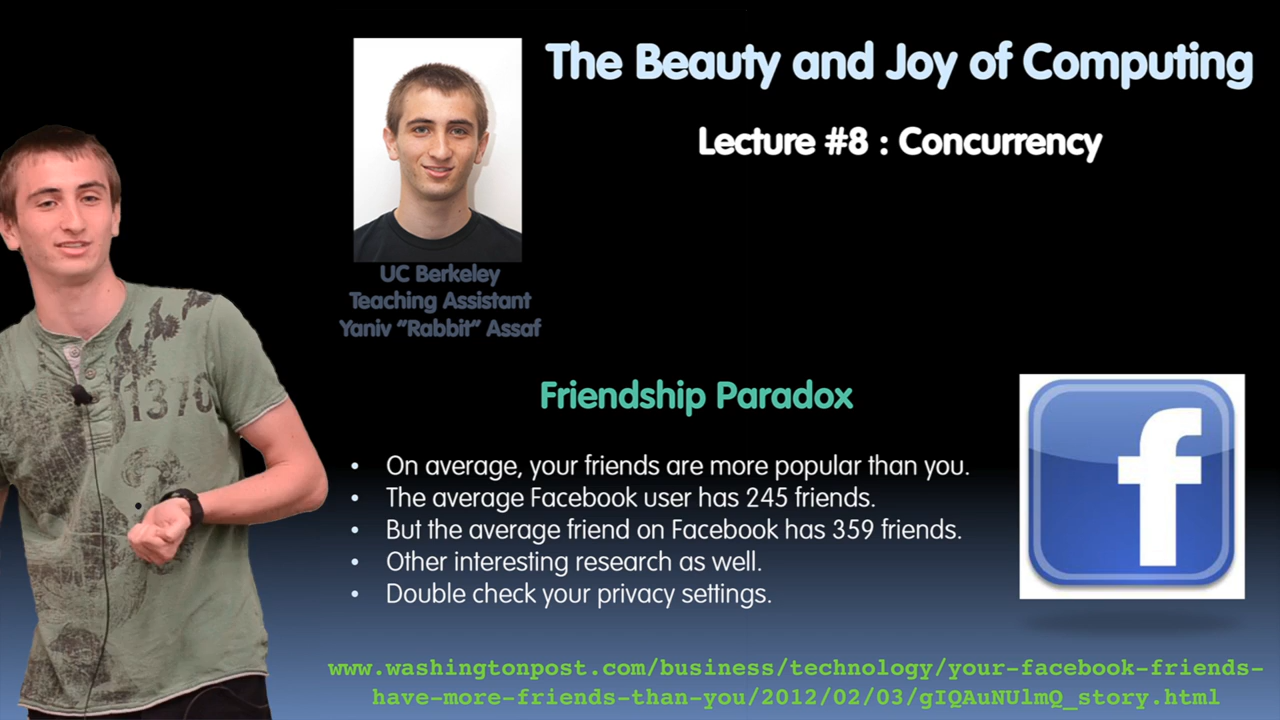 The Beauty and Joy of Computing
Lecture #8 : Concurrency
UC Berkeley
Teaching Assistant
Yaniv “Rabbit” Assaf
1370
Friendship Paradox
• On average, your friends are more popular than you.
• The average Facebook user has 245 friends.
• But the average friend on Facebook has 359 friends.
• Other interesting research as well.
• Double check your privacy settings.
f
www.washingtonpost.com/business/technology/your-facebook-friends-
have-more-friends-than-you/2012/02/03/gIQAuNUlmQ_story.html